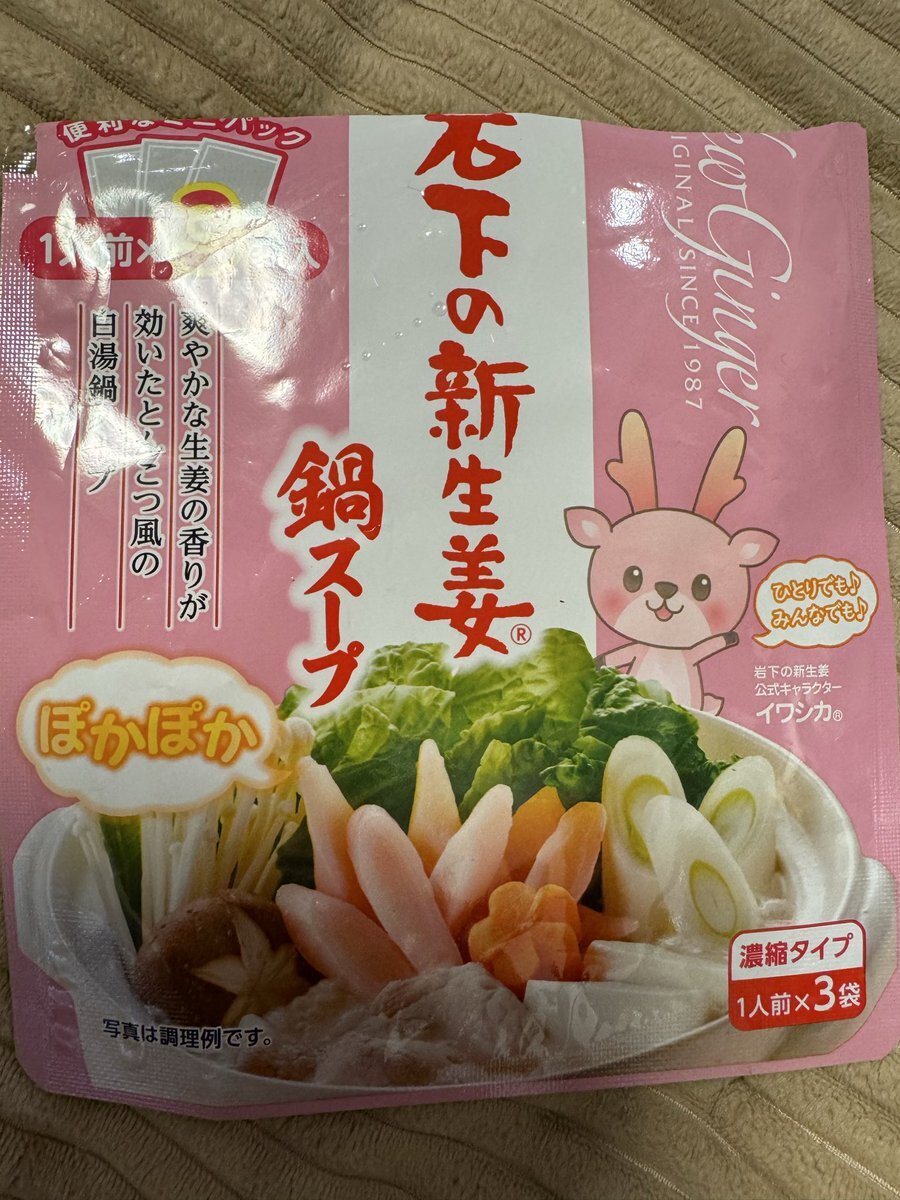 便利なミニパック
1人前×
岩下の新生姜®
鍋スープ
New Ginger
ORIGINAL SINCE 1987
爽やかな生姜の香りが
効いたとんこつ風の
白湯鍋
ぽかぽか
ひとりでも♪
みんなでも♪
岩下の新生姜
公式キャラクター
イワシカ®
濃縮タイプ
1人前×3袋
写真は調理例です。